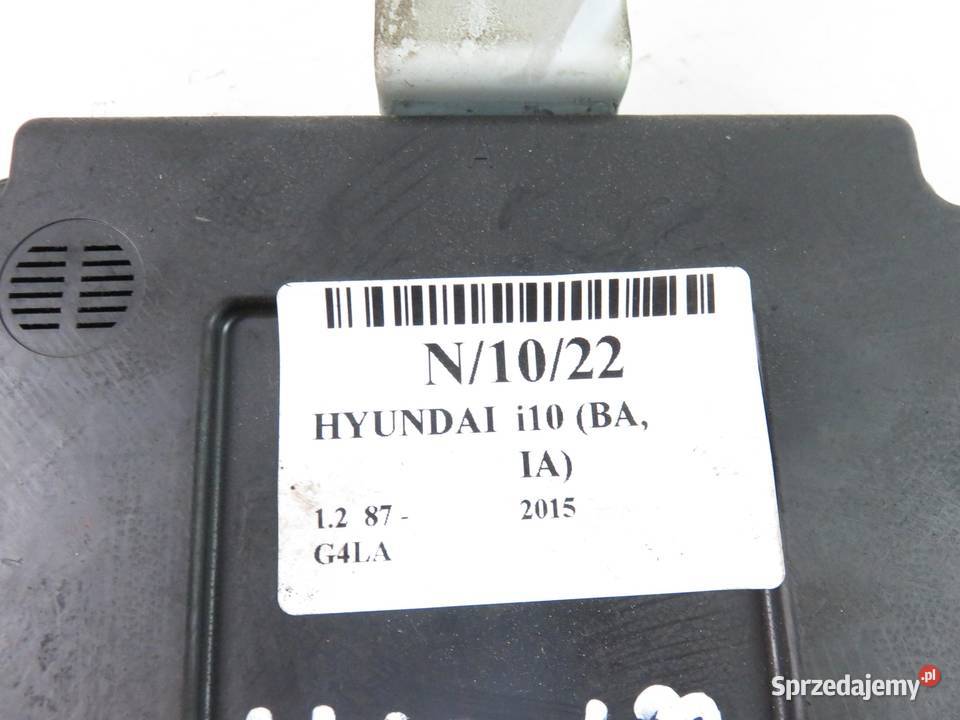 N/10/22
HYUNDAI i10 (BA,
IA)
1.2 87 - 2015
G4LA
Sprzedajemy.pl